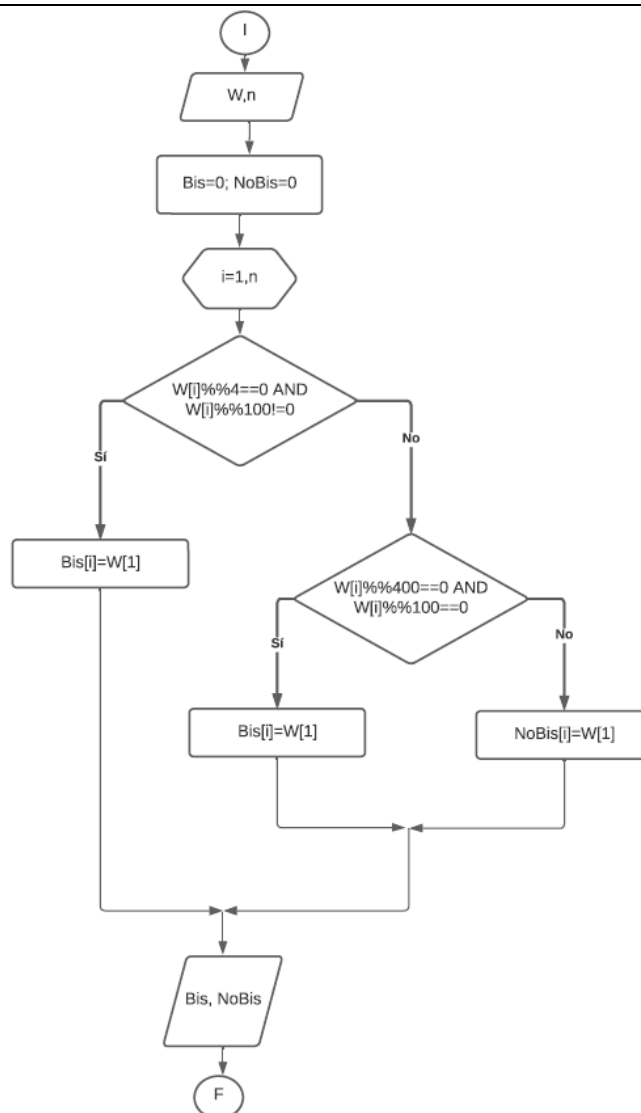 I
W,n
Bis=0; NoBis=0
i=1,n
W[i]%%4==0 AND
W[i]%%100!=0
Sí
No
Bis[i]=W[1]
W[i]%%400==0 AND
W[i]%%100==0
Sí
No
Bis[i]=W[1]
NoBis[i]=W[1]
Bis, NoBis
F